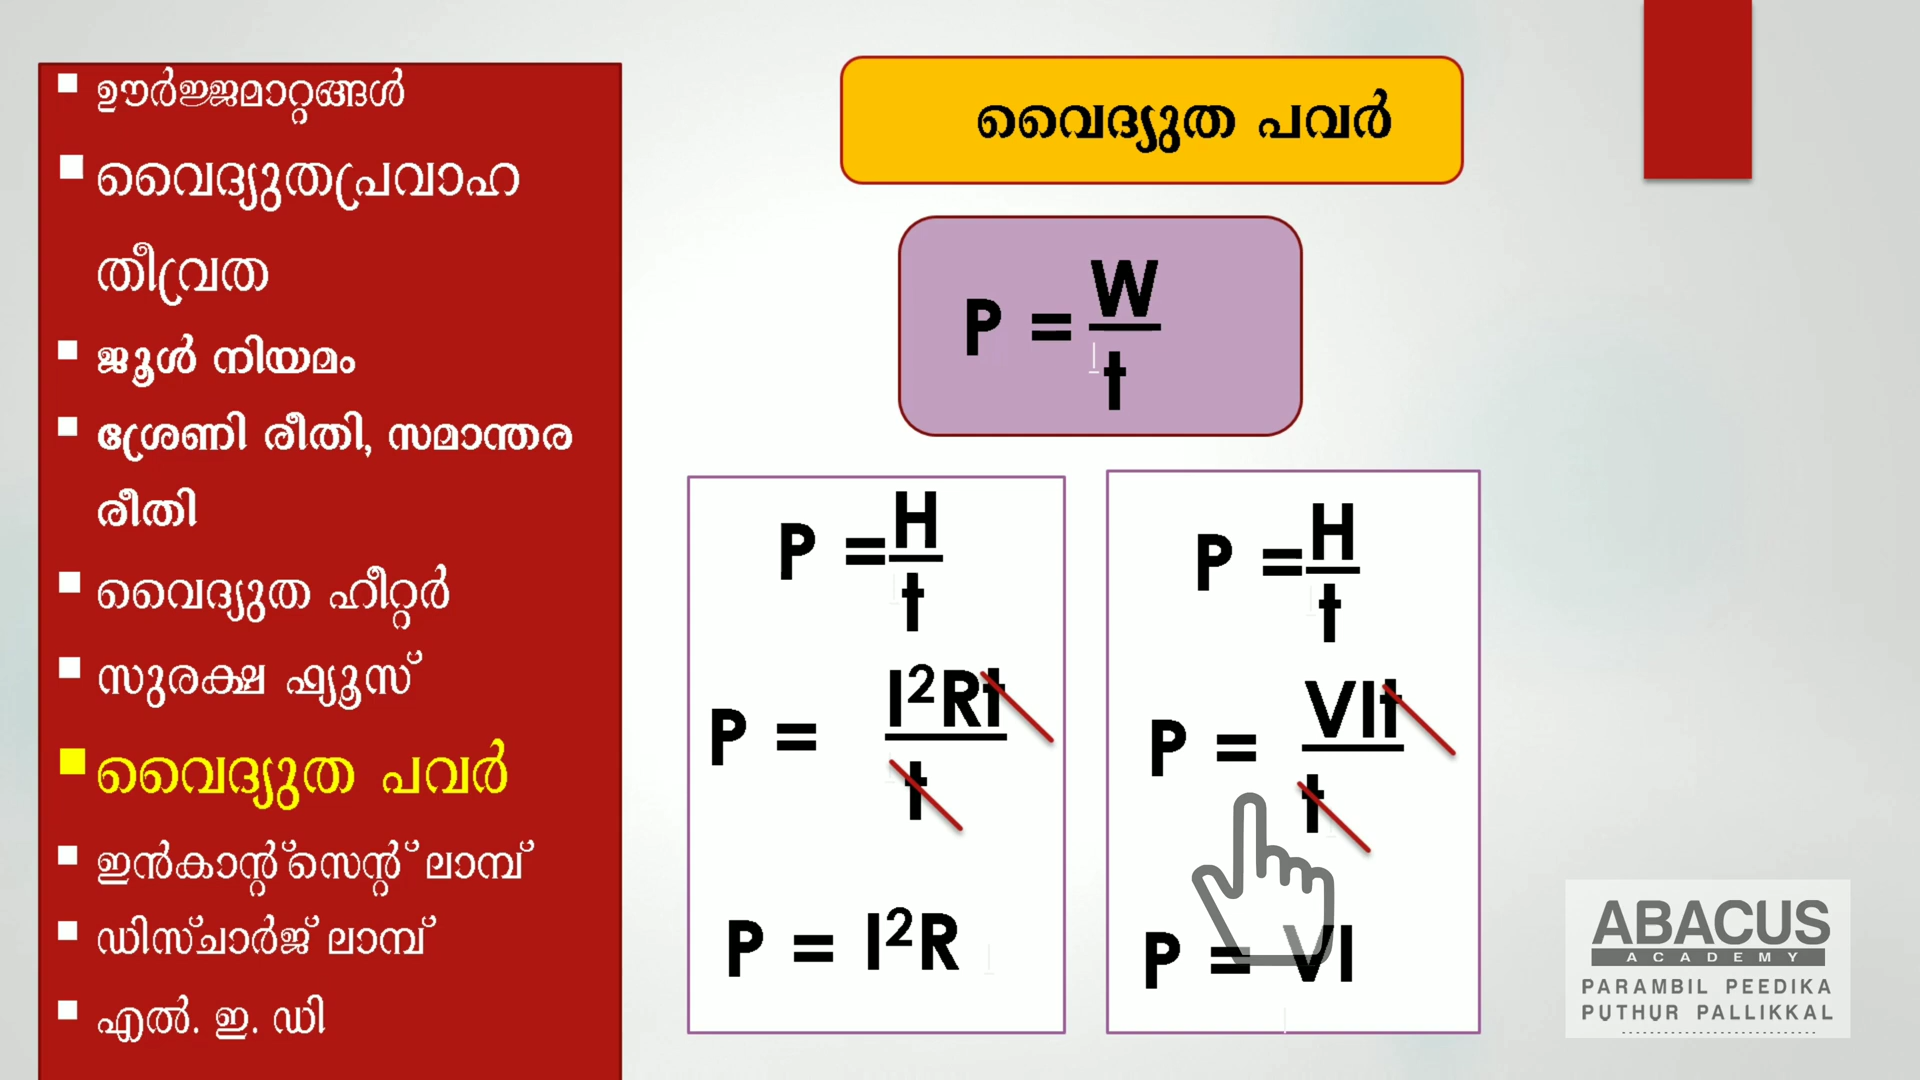 ഊർജ്ജമാറ്റങ്ങൾ
വൈദ്യുതപ്രവാഹ
തീവ്രത
ജൂൾ നിയമം
ശ്രേണി രീതി, സമാന്തര
രീതി
വൈദ്യുത ഹീറ്റർ
സുരക്ഷ ഫ്യൂസ്
വൈദ്യുത പവർ
ഇൻകാന്റ്സെന്റ് ലാമ്പ്
ഡിസ്ചാർജ് ലാമ്പ്
എൽ. ഇ. ഡി
വൈദ്യുത പവർ
P = W
t
P = H
t
P = I²Rt
t
P = I²R
P = H
t
P = VIt
t
P = VI
ABACUS
ACADEMY
PARAMBIL PEEDIKA
PUTHUR PALLIKKAL